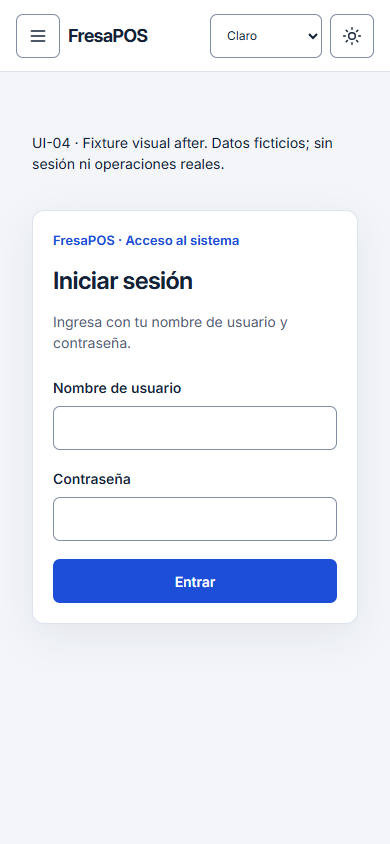 FresaPOS
Claro
UI-04 · Fixture visual after. Datos ficticios; sin
sesión ni operaciones reales.
FresaPOS · Acceso al sistema
Iniciar sesión
Ingresa con tu nombre de usuario y
contraseña.
Nombre de usuario
Contraseña
Entrar